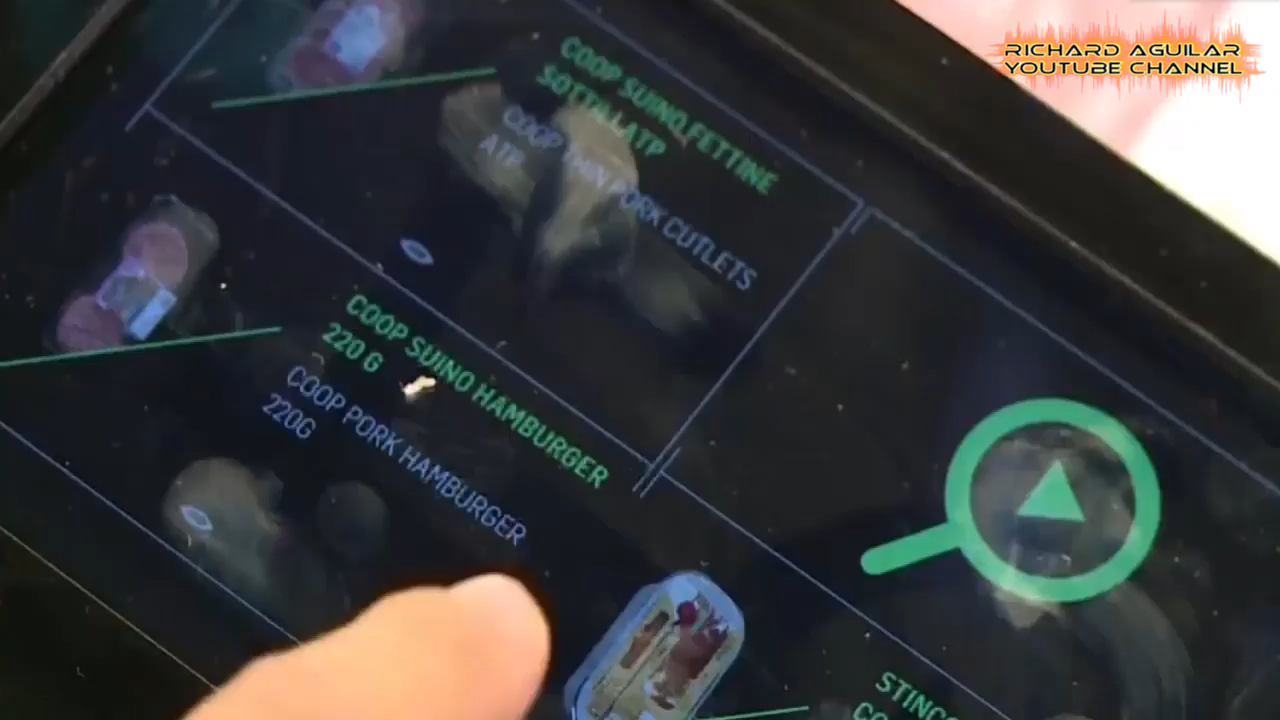 RICHARD AGUILAR
YOUTUBE CHANNEL
COOP SUINO FETTINE
ATP
COOP THIN PORK CUTLETS
ATP
COOP SUINO HAMBURGER
220 G
COOP PORK HAMBURGER
220G